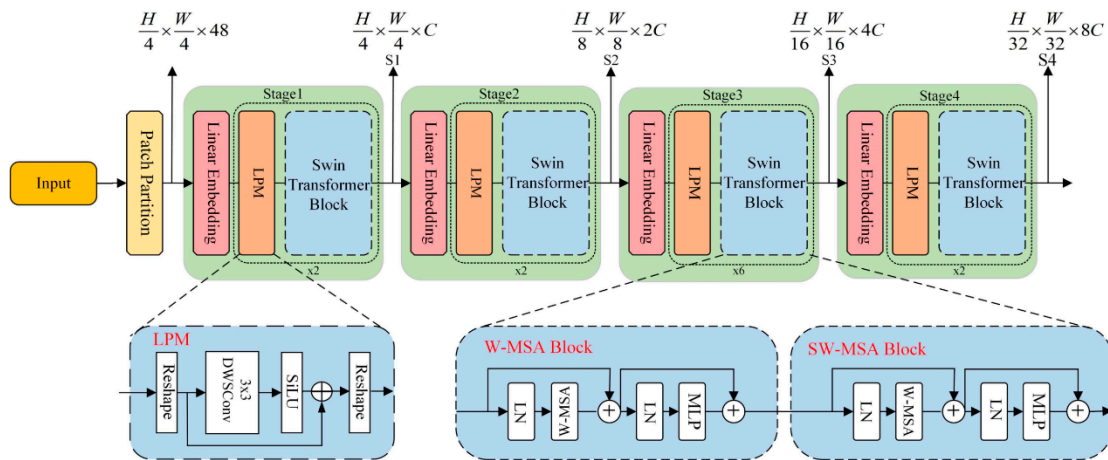 H/4 × W/4 × 48
H/4 × W/4 × C
S1
H/8 × W/8 × 2C
S2
H/16 × W/16 × 4C
S3
H/32 × W/32 × 8C
S4
Input
Patch Partition
Stage1
Linear Embedding
LPM
Swin
Transformer
Block
x2
Stage2
Linear Embedding
LPM
Swin
Transformer
Block
x2
Stage3
Linear Embedding
LPM
Swin
Transformer
Block
x6
Stage4
Linear Embedding
LPM
Swin
Transformer
Block
x2
LPM
Reshape
3x3
DWSConv
SiLU
Reshape
W-MSA Block
LN
W-MSA
LN
MLP
SW-MSA Block
LN
W-MSA
LN
MLP